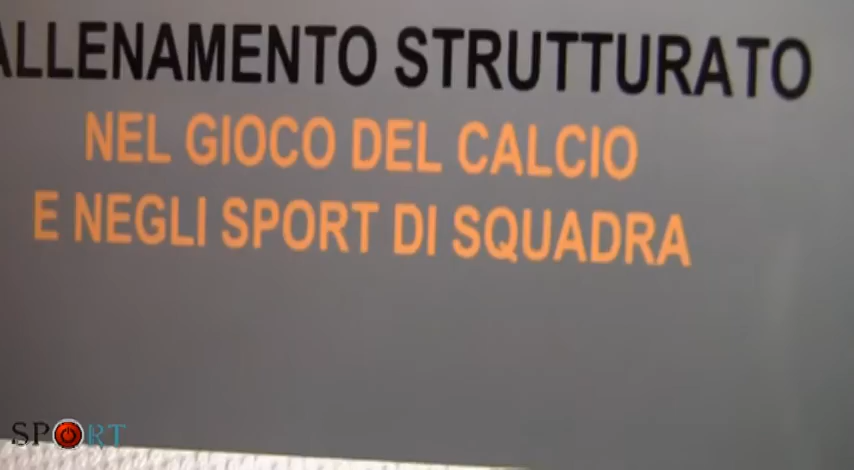 ALLENAMENTO STRUTTURATO
NEL GIOCO DEL CALCIO
E NEGLI SPORT DI SQUADRA
SPORT